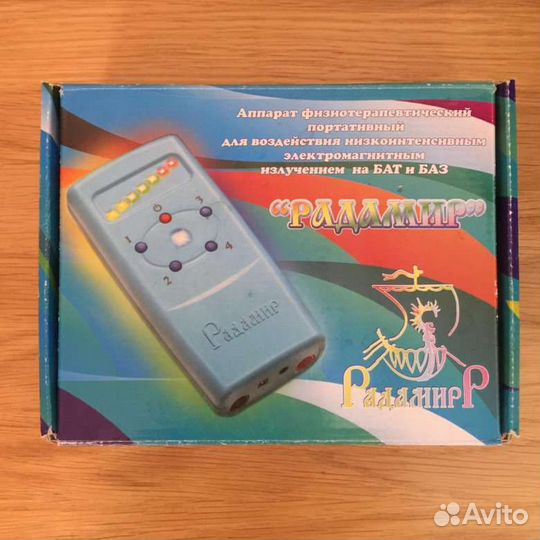 Аппарат физиотерапевтический
портативный
для воздействия низкоинтенсивным
электромагнитным
излучением на БАТ и БАЗ
“РАДАМИР”
1
3
2
4
Радамир
РадамирР
Avito